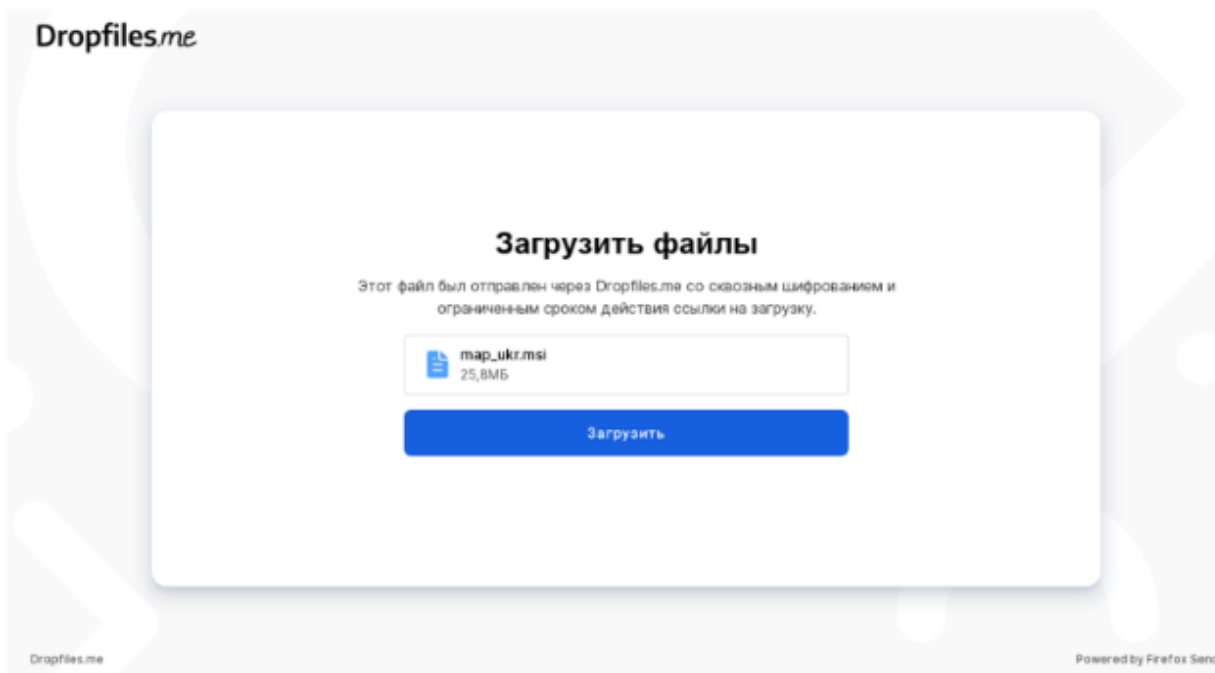 Dropfiles.me
Загрузить файлы
Этот файл был отправлен через Dropfiles.me со сквозным шифрованием и
ограниченным сроком действия ссылки на загрузку.
map_ukr.msi
25,8МБ
Загрузить
Dropfiles.me
Powered by Firefox Send